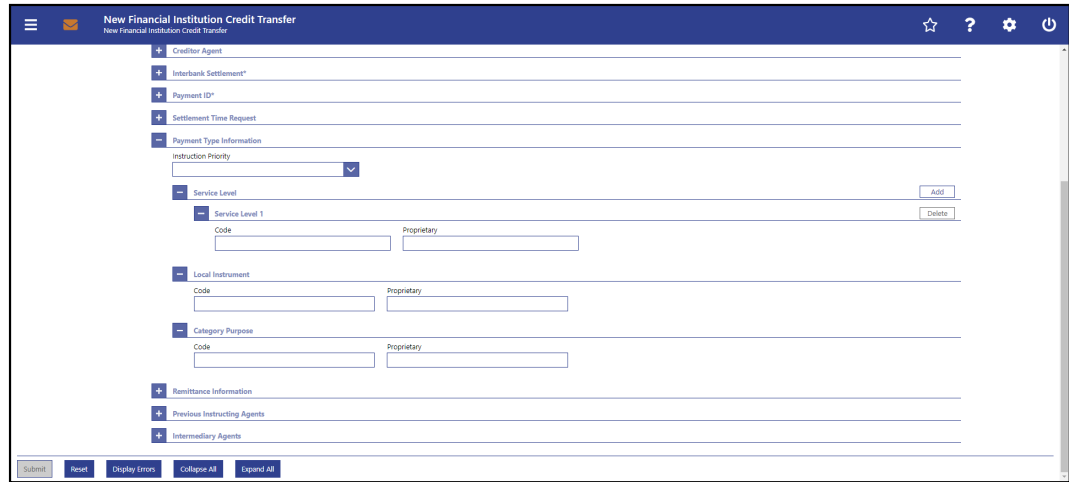 New Financial Institution Credit Transfer
New Financial Institution Credit Transfer
?
+ Creditor Agent
+ Interbank Settlement*
+ Payment ID*
+ Settlement Time Request
− Payment Type Information
Instruction Priority
− Service Level Add
− Service Level 1 Delete
Code Proprietary
− Local Instrument
Code Proprietary
− Category Purpose
Code Proprietary
+ Remittance Information
+ Previous Instructing Agents
+ Intermediary Agents
Submit Reset Display Errors Collapse All Expand All